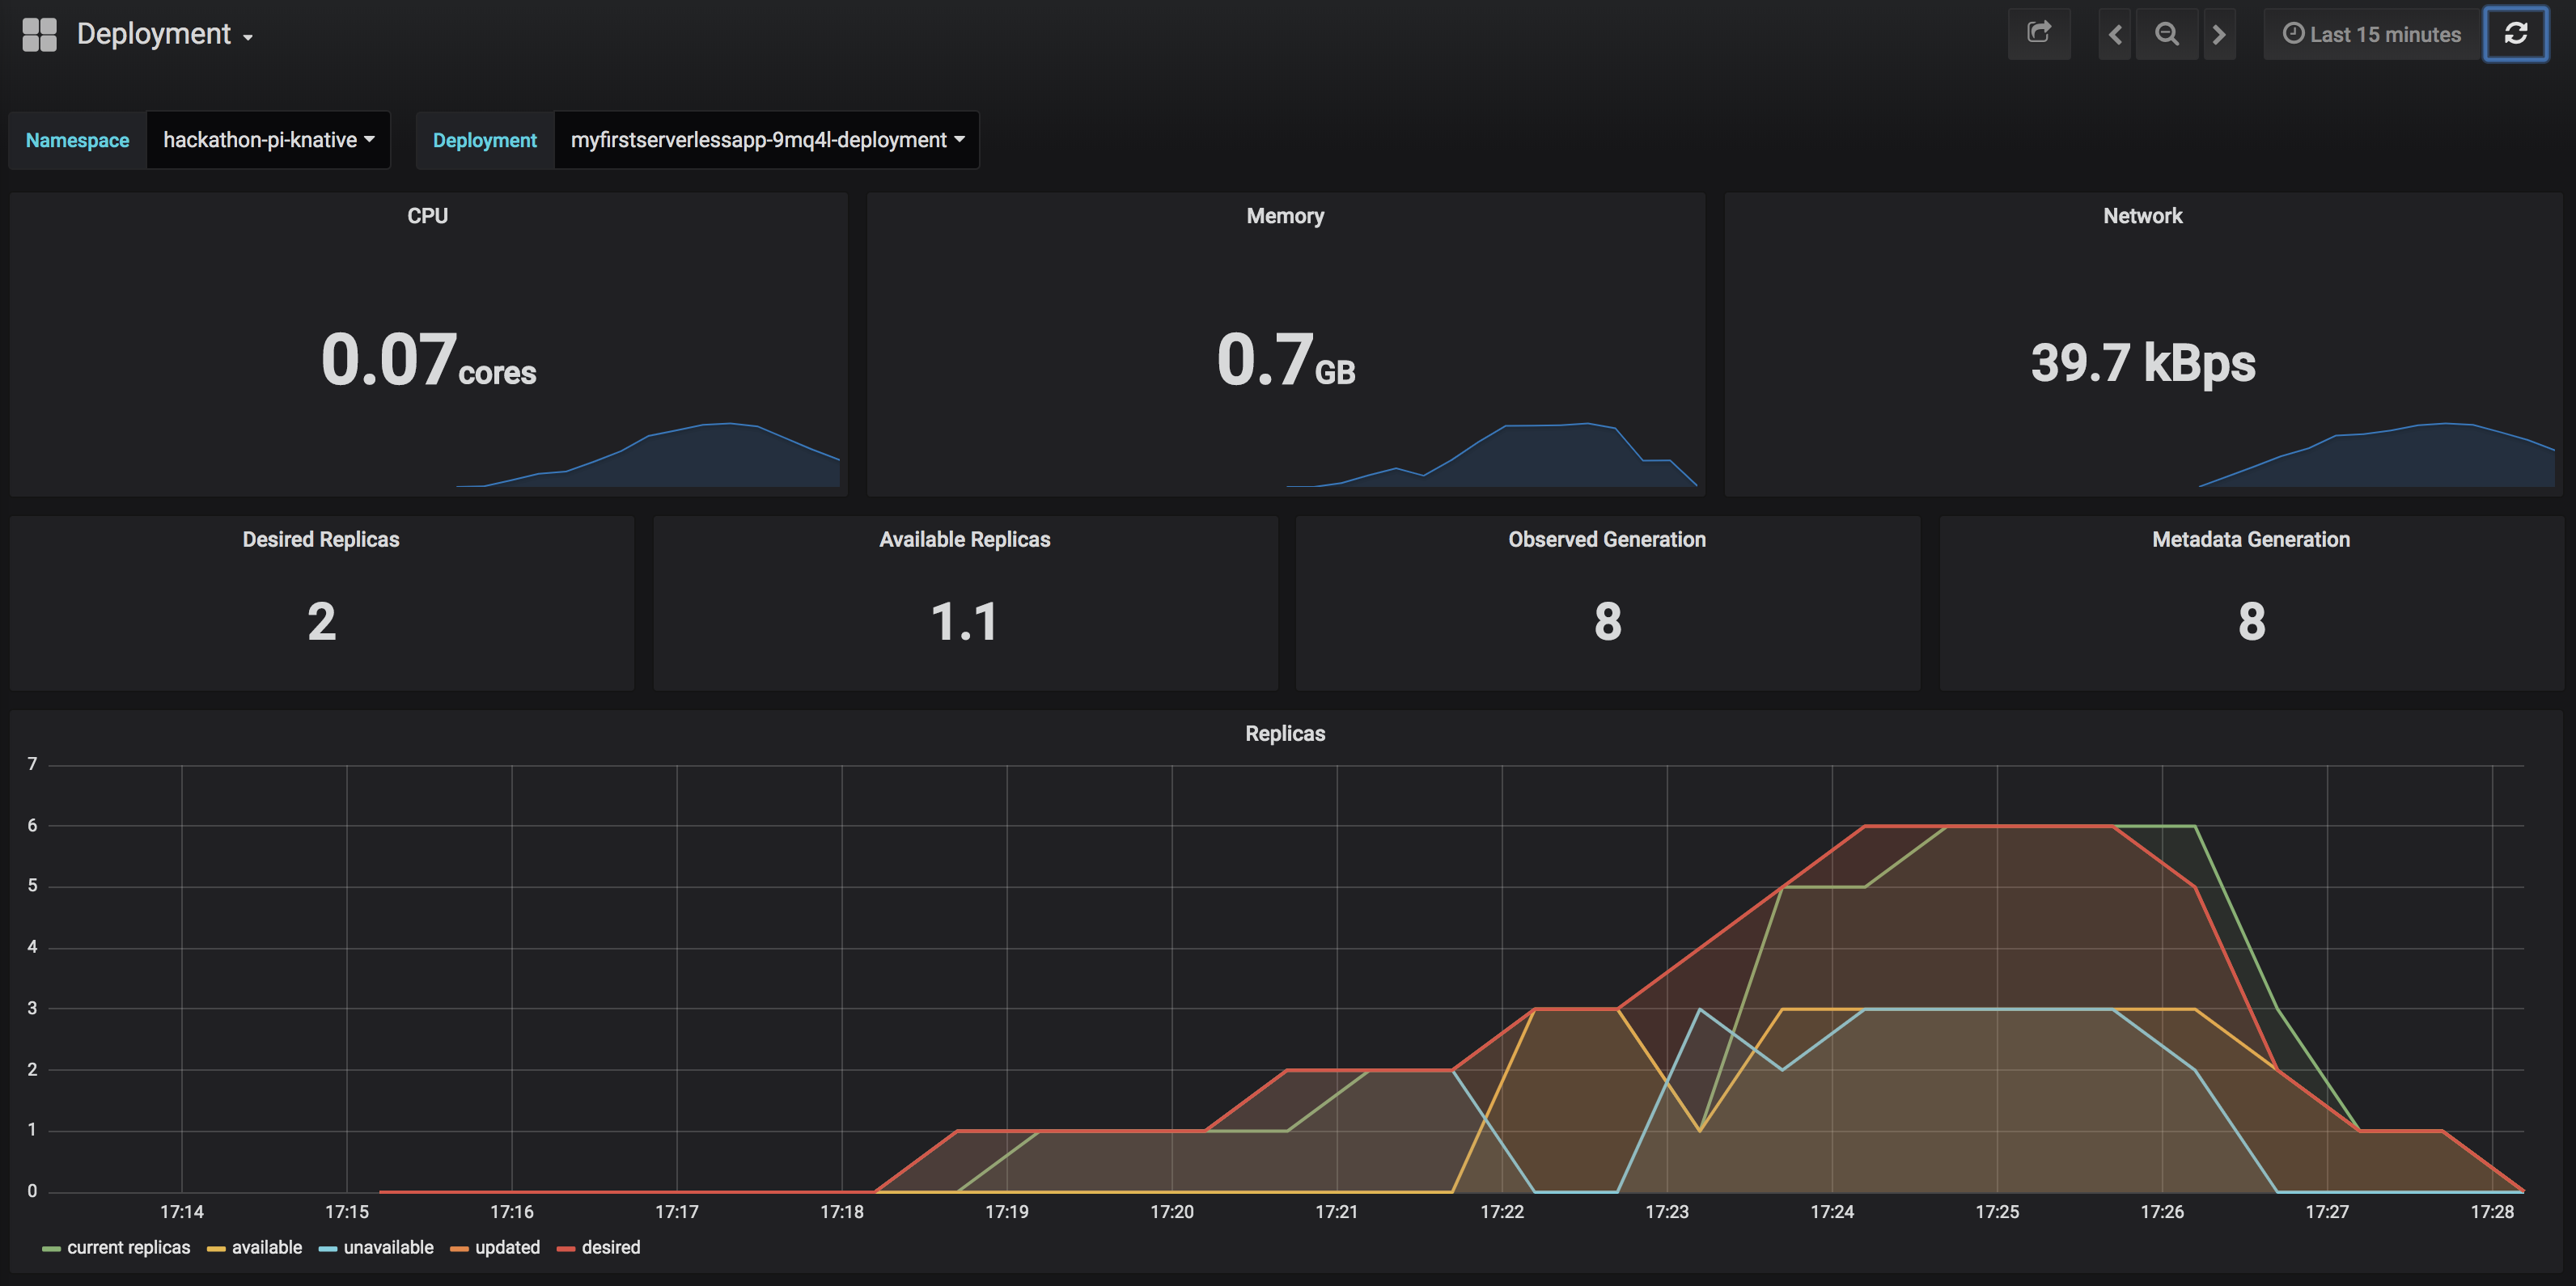 Deployment
Last 15 minutes
Namespace hackathon-pi-knative Deployment myfirstserverlessapp-9mq4l-deployment
CPU Memory Network
0.07 cores 0.7 GB 39.7 kBps
Desired Replicas Available Replicas Observed Generation Metadata Generation
2 1.1 8 8
Replicas
7
6
5
4
3
2
1
0
17:14 17:15 17:16 17:17 17:18 17:19 17:20 17:21 17:22 17:23 17:24 17:25 17:26 17:27 17:28
current replicas available unavailable updated desired